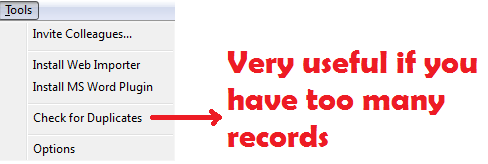 Tools
Invite Colleagues...
Install Web Importer
Install MS Word Plugin
Check for Duplicates
Options
Very useful if you
have too many
records